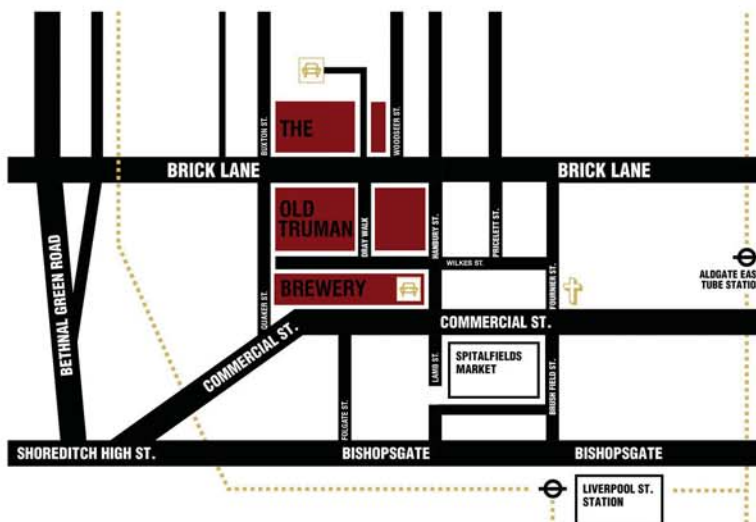 BUXTON ST.
WOODSEER ST.
THE
BRICK LANE
BRICK LANE
OLD
TRUMAN
DRAY WALK
HANBURY ST.
PRICELETT ST.
WILKES ST.
BREWERY
QUAKER ST.
FOURNIER ST.
ALDGATE EAS
TUBE STATIO
BETHNAL GREEN ROAD
COMMERCIAL ST.
COMMERCIAL ST.
SPITALFIELDS
MARKET
FOLGATE ST.
LAMB ST.
BRUSH FIELD ST.
SHOREDITCH HIGH ST.
BISHOPSGATE
BISHOPSGATE
LIVERPOOL ST.
STATION